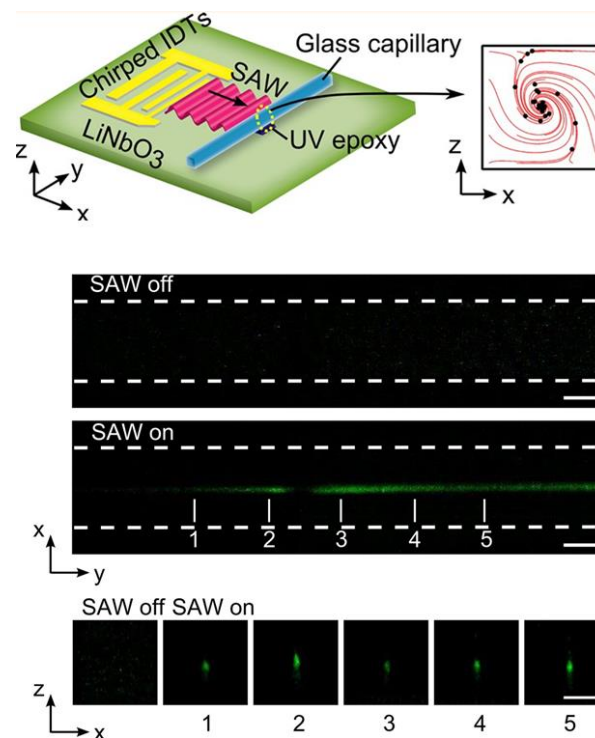 Glass capillary
Chirped IDTs
SAW
LiNbO3
UV epoxy
z
y
x
z
x
SAW off
SAW on
1 2 3 4 5
x
y
SAW off SAW on
z
x
1 2 3 4 5